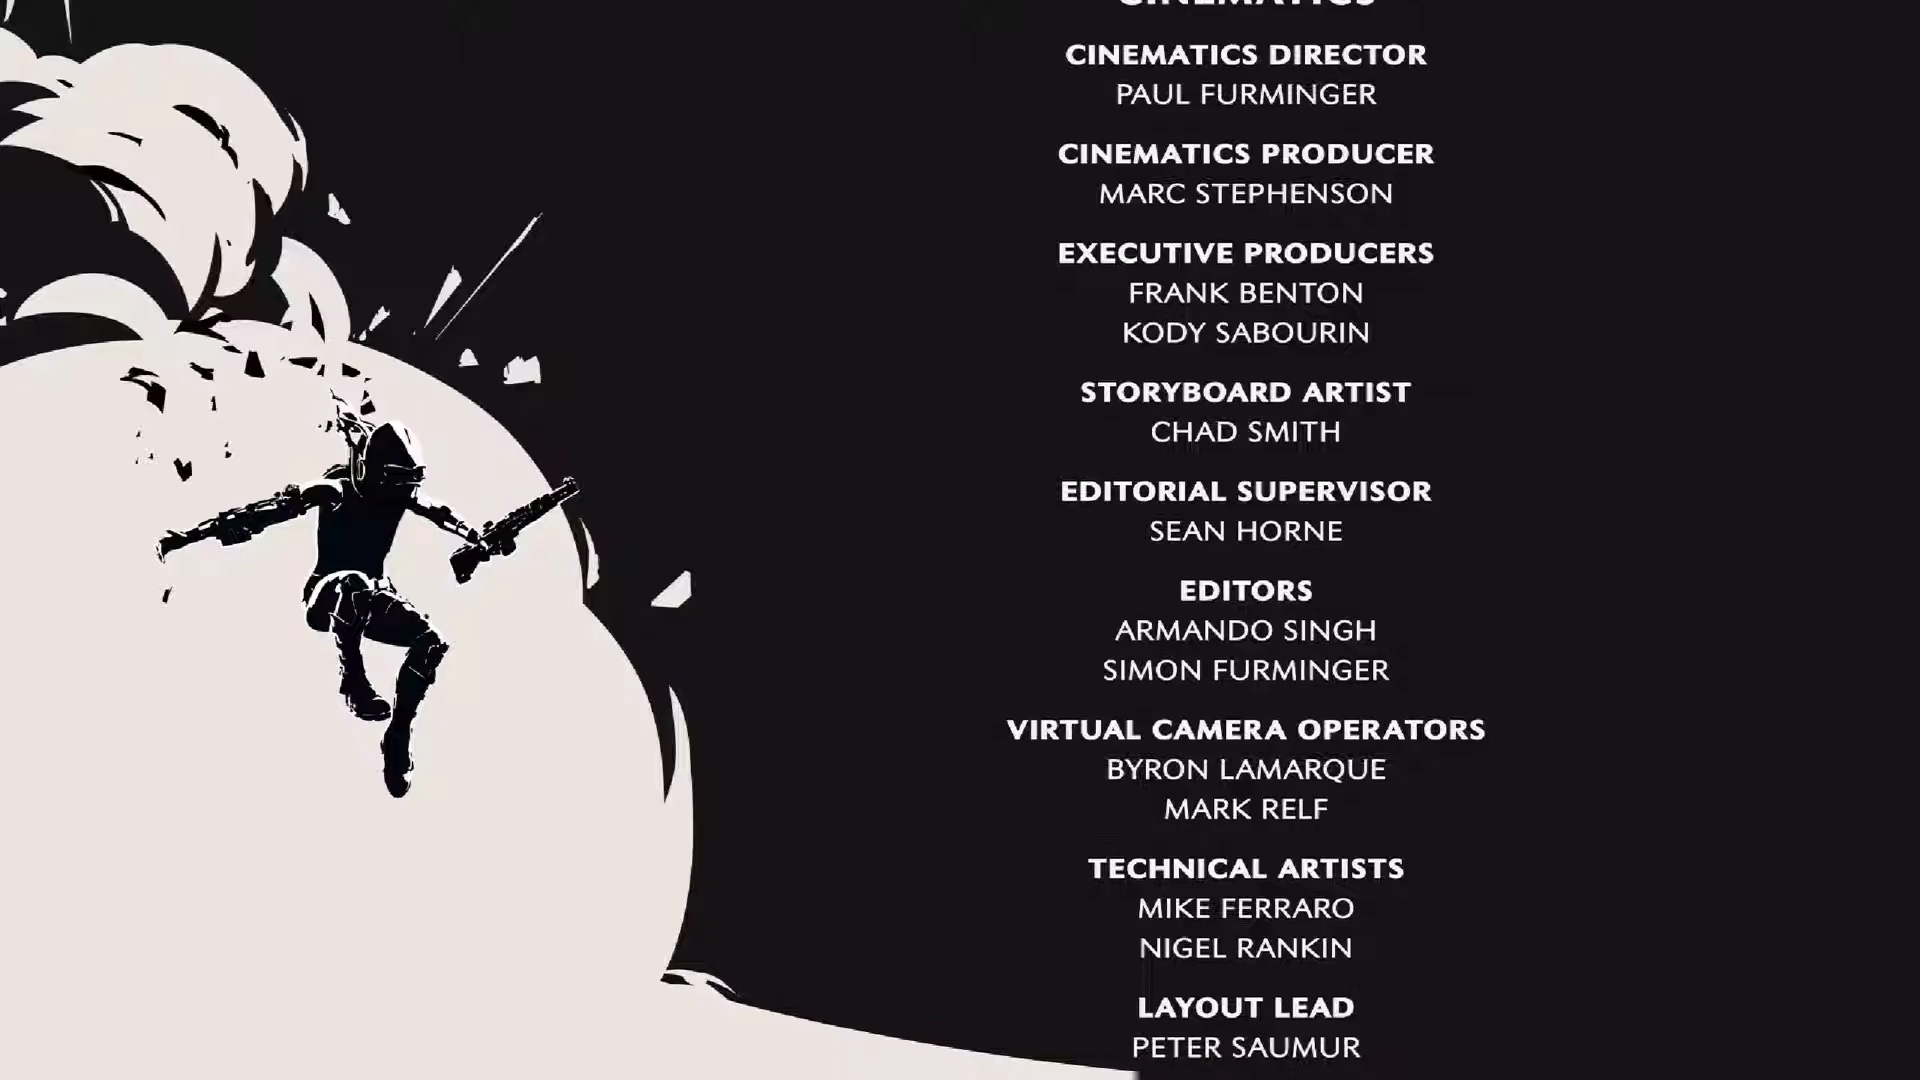 CINEMATICS
CINEMATICS DIRECTOR
PAUL FURMINGER
CINEMATICS PRODUCER
MARC STEPHENSON
EXECUTIVE PRODUCERS
FRANK BENTON
KODY SABOURIN
STORYBOARD ARTIST
CHAD SMITH
EDITORIAL SUPERVISOR
SEAN HORNE
EDITORS
ARMANDO SINGH
SIMON FURMINGER
VIRTUAL CAMERA OPERATORS
BYRON LAMARQUE
MARK RELF
TECHNICAL ARTISTS
MIKE FERRARO
NIGEL RANKIN
LAYOUT LEAD
PETER SAUMUR